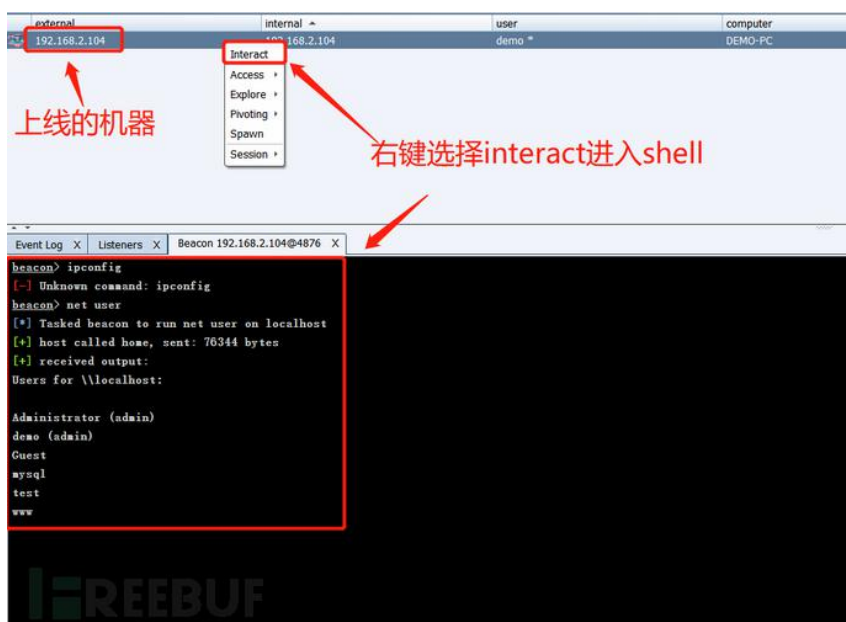 external internal user computer
192.168.2.104 192.168.2.104 demo * DEMO-PC
Interact
Access
Explore
Pivoting
Spawn
Session
上线的机器
右键选择interact进入shell
Event Log X Listeners X Beacon 192.168.2.104@4876 X
beacon> ipconfig
[-] Unknown command: ipconfig
beacon> net user
[*] Tasked beacon to run net user on localhost
[+] host called home, sent: 76344 bytes
[+] received output:
Users for \\localhost:
Administrator (admin)
demo (admin)
Guest
mysql
test
www
FREEBUF